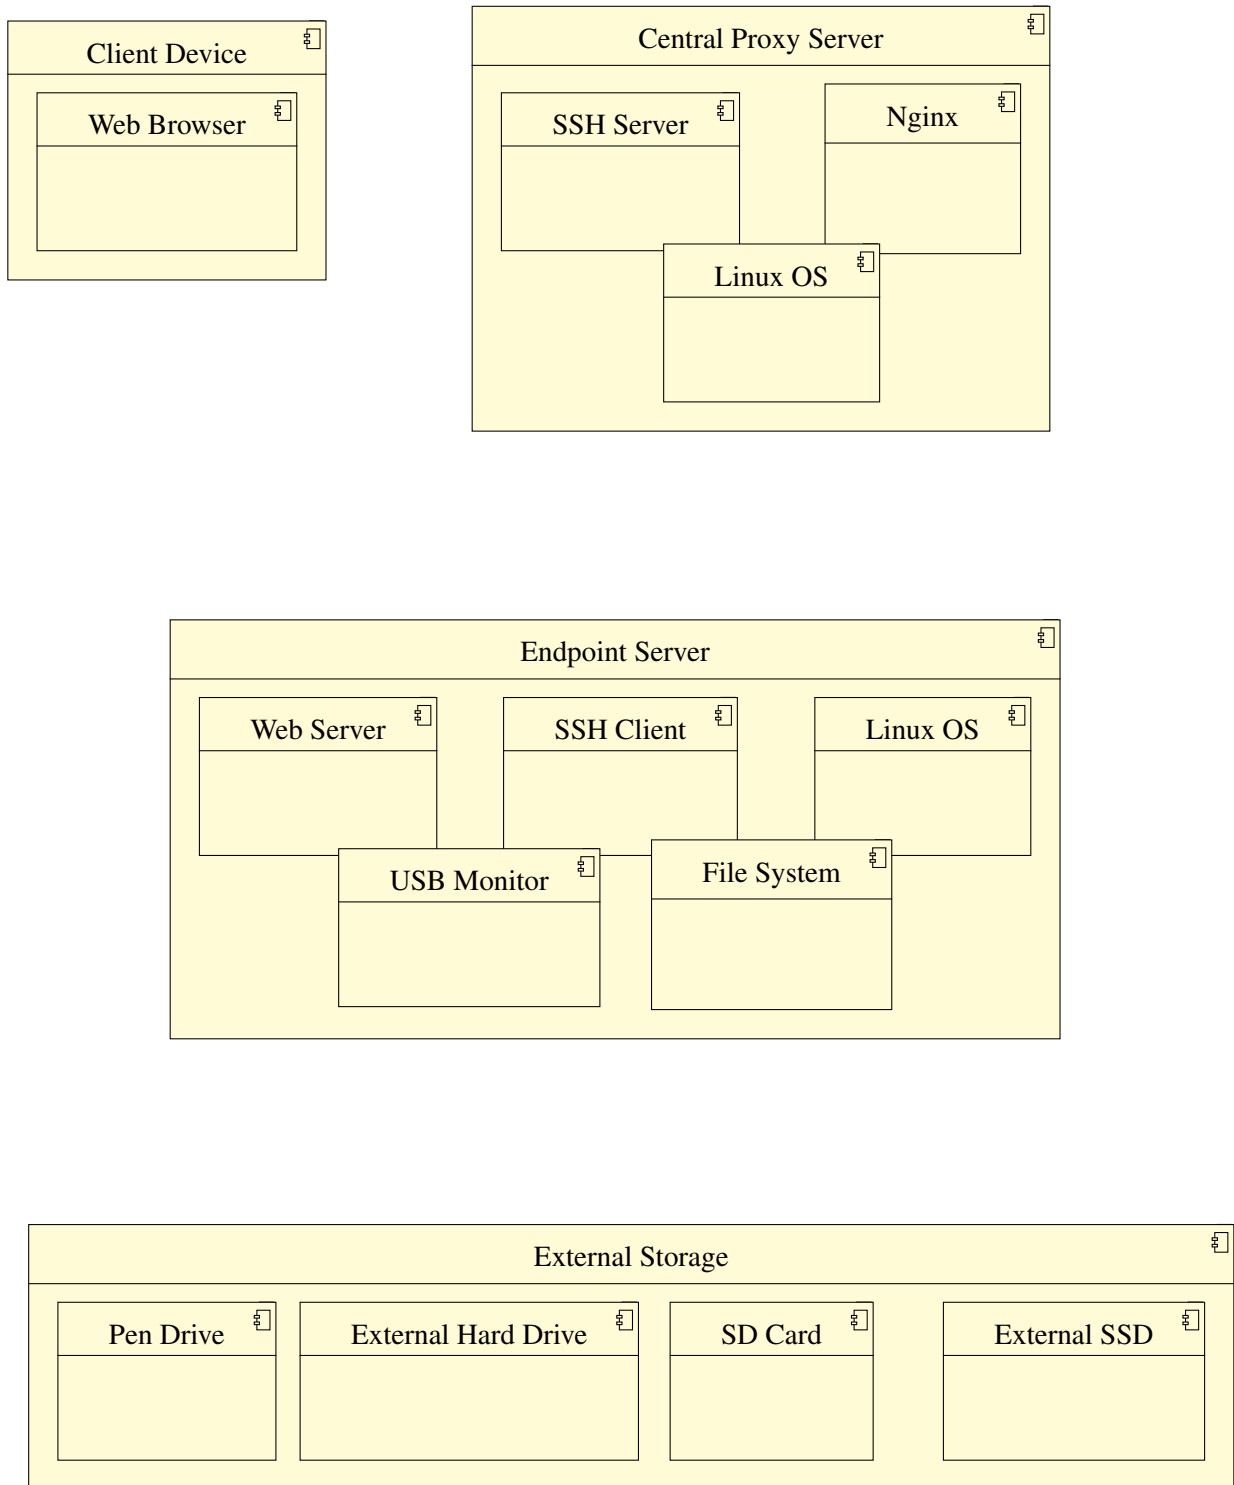 Client Device
Web Browser
Central Proxy Server
SSH Server
Nginx
Linux OS
Endpoint Server
Web Server
SSH Client
Linux OS
USB Monitor
File System
External Storage
Pen Drive
External Hard Drive
SD Card
External SSD